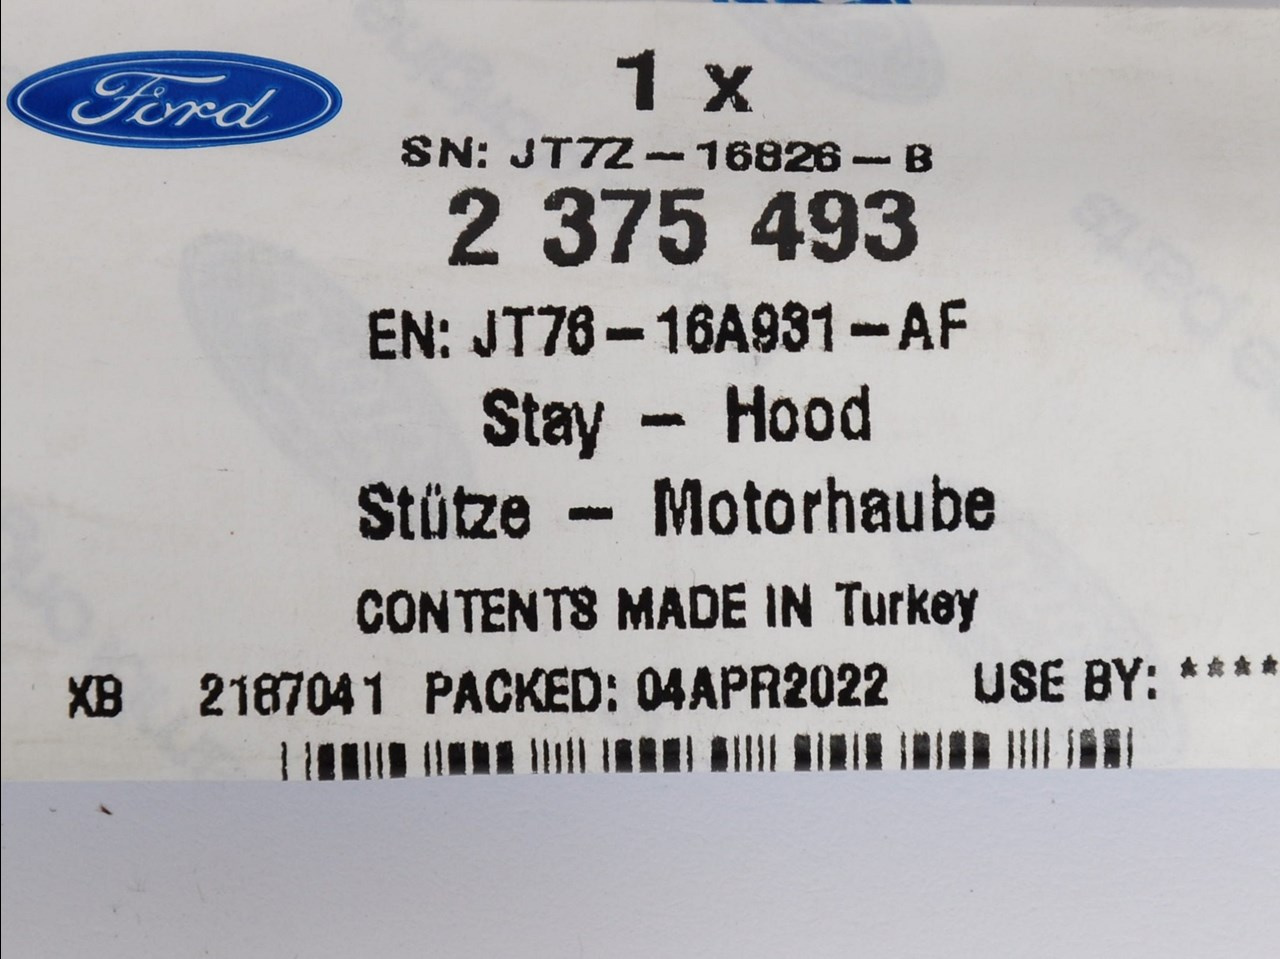 Ford
1 x
SN: JT7Z-16826-B
2 375 493
EN: JT76-16A931-AF
Stay - Hood
Stütze - Motorhaube
CONTENTS MADE IN Turkey
XB 2187041 PACKED: 04APR2022 USE BY: ****